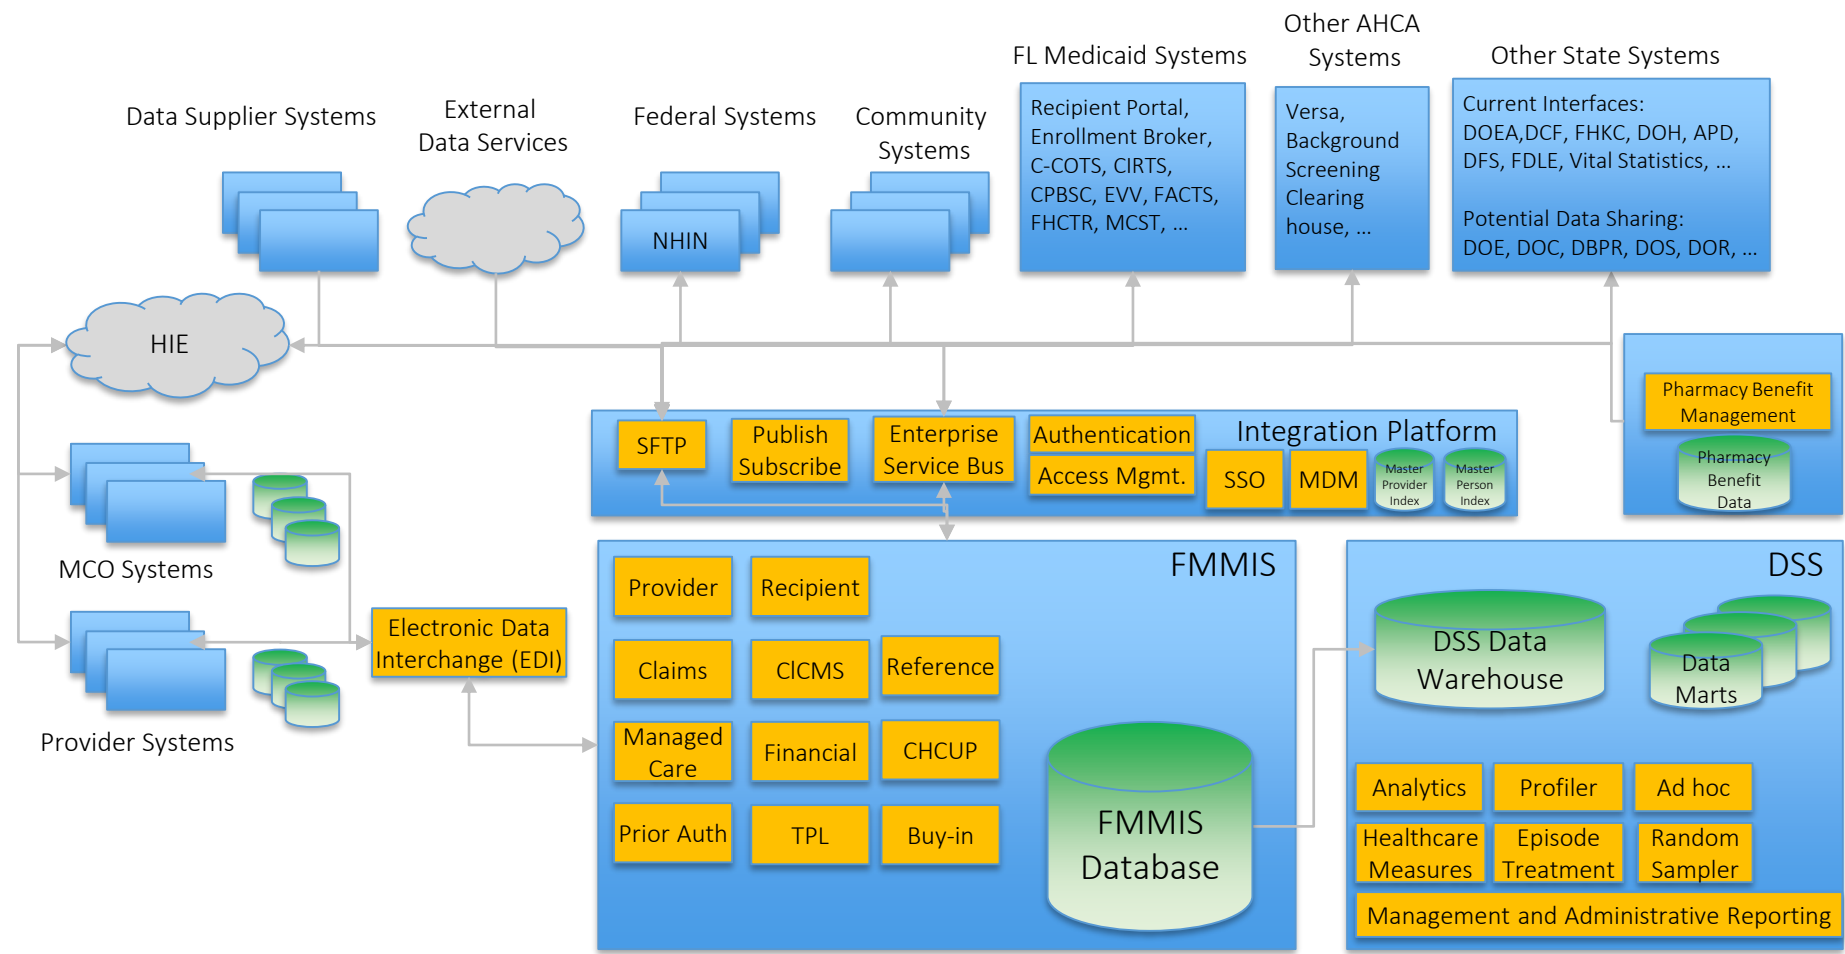 Data Supplier Systems
External
Data Services
Federal Systems
NHIN
Community
Systems
FL Medicaid Systems
Recipient Portal,
Enrollment Broker,
C-COTS, CIRTS,
CPBSC, EVV, FACTS,
FHCTR, MCST, ...
Other AHCA
Systems
Versa,
Background
Screening
Clearing
house, ...
Other State Systems
Current Interfaces:
DOEA,DCF, FHKC, DOH, APD,
DFS, FDLE, Vital Statistics, ...
Potential Data Sharing:
DOE, DOC, DBPR, DOS, DOR, ...
HIE
Pharmacy Benefit
Management
Pharmacy
Benefit
Data
SFTP
Publish
Subscribe
Enterprise
Service Bus
Authentication
Access Mgmt.
Integration Platform
SSO
MDM
Master
Provider
Index
Master
Person
Index
MCO Systems
Provider Systems
Electronic Data
Interchange (EDI)
FMMIS
Provider
Recipient
Claims
CICMS
Reference
Managed
Care
Financial
CHCUP
Prior Auth
TPL
Buy-in
FMMIS
Database
DSS
DSS Data
Warehouse
Data
Marts
Analytics
Profiler
Ad hoc
Healthcare
Measures
Episode
Treatment
Random
Sampler
Management and Administrative Reporting